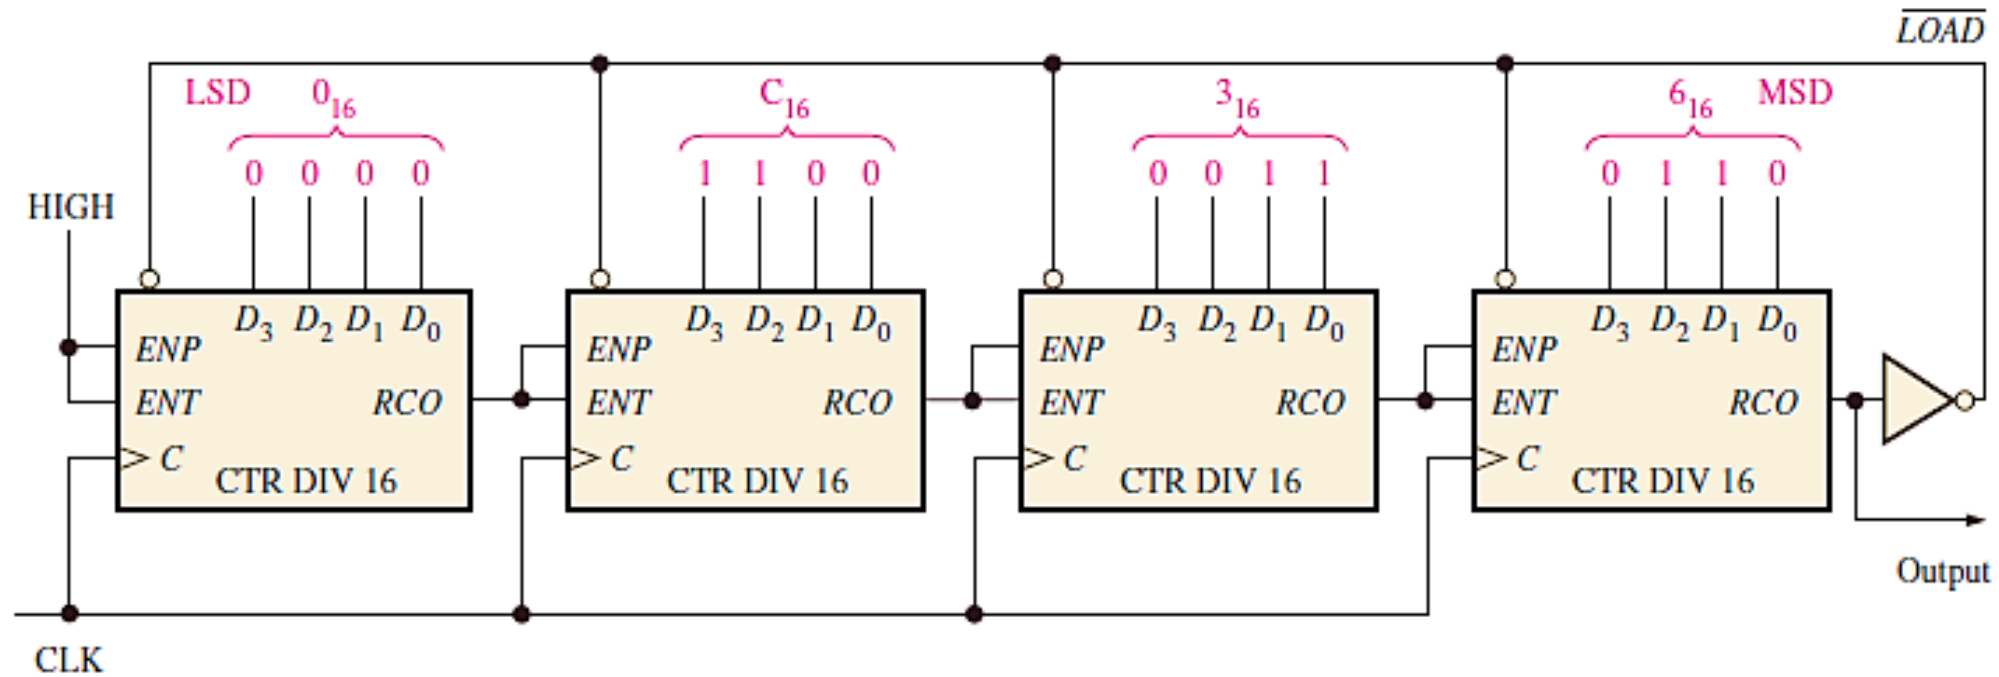 LOAD
LSD 0₁₆ C₁₆ 3₁₆ 6₁₆ MSD
0 0 0 0 1 1 0 0 0 0 1 1 0 1 1 0
HIGH
D₃ D₂ D₁ D₀ D₃ D₂ D₁ D₀ D₃ D₂ D₁ D₀ D₃ D₂ D₁ D₀
ENP ENP ENP ENP
ENT RCO ENT RCO ENT RCO ENT RCO
C C C C
CTR DIV 16 CTR DIV 16 CTR DIV 16 CTR DIV 16
Output
CLK